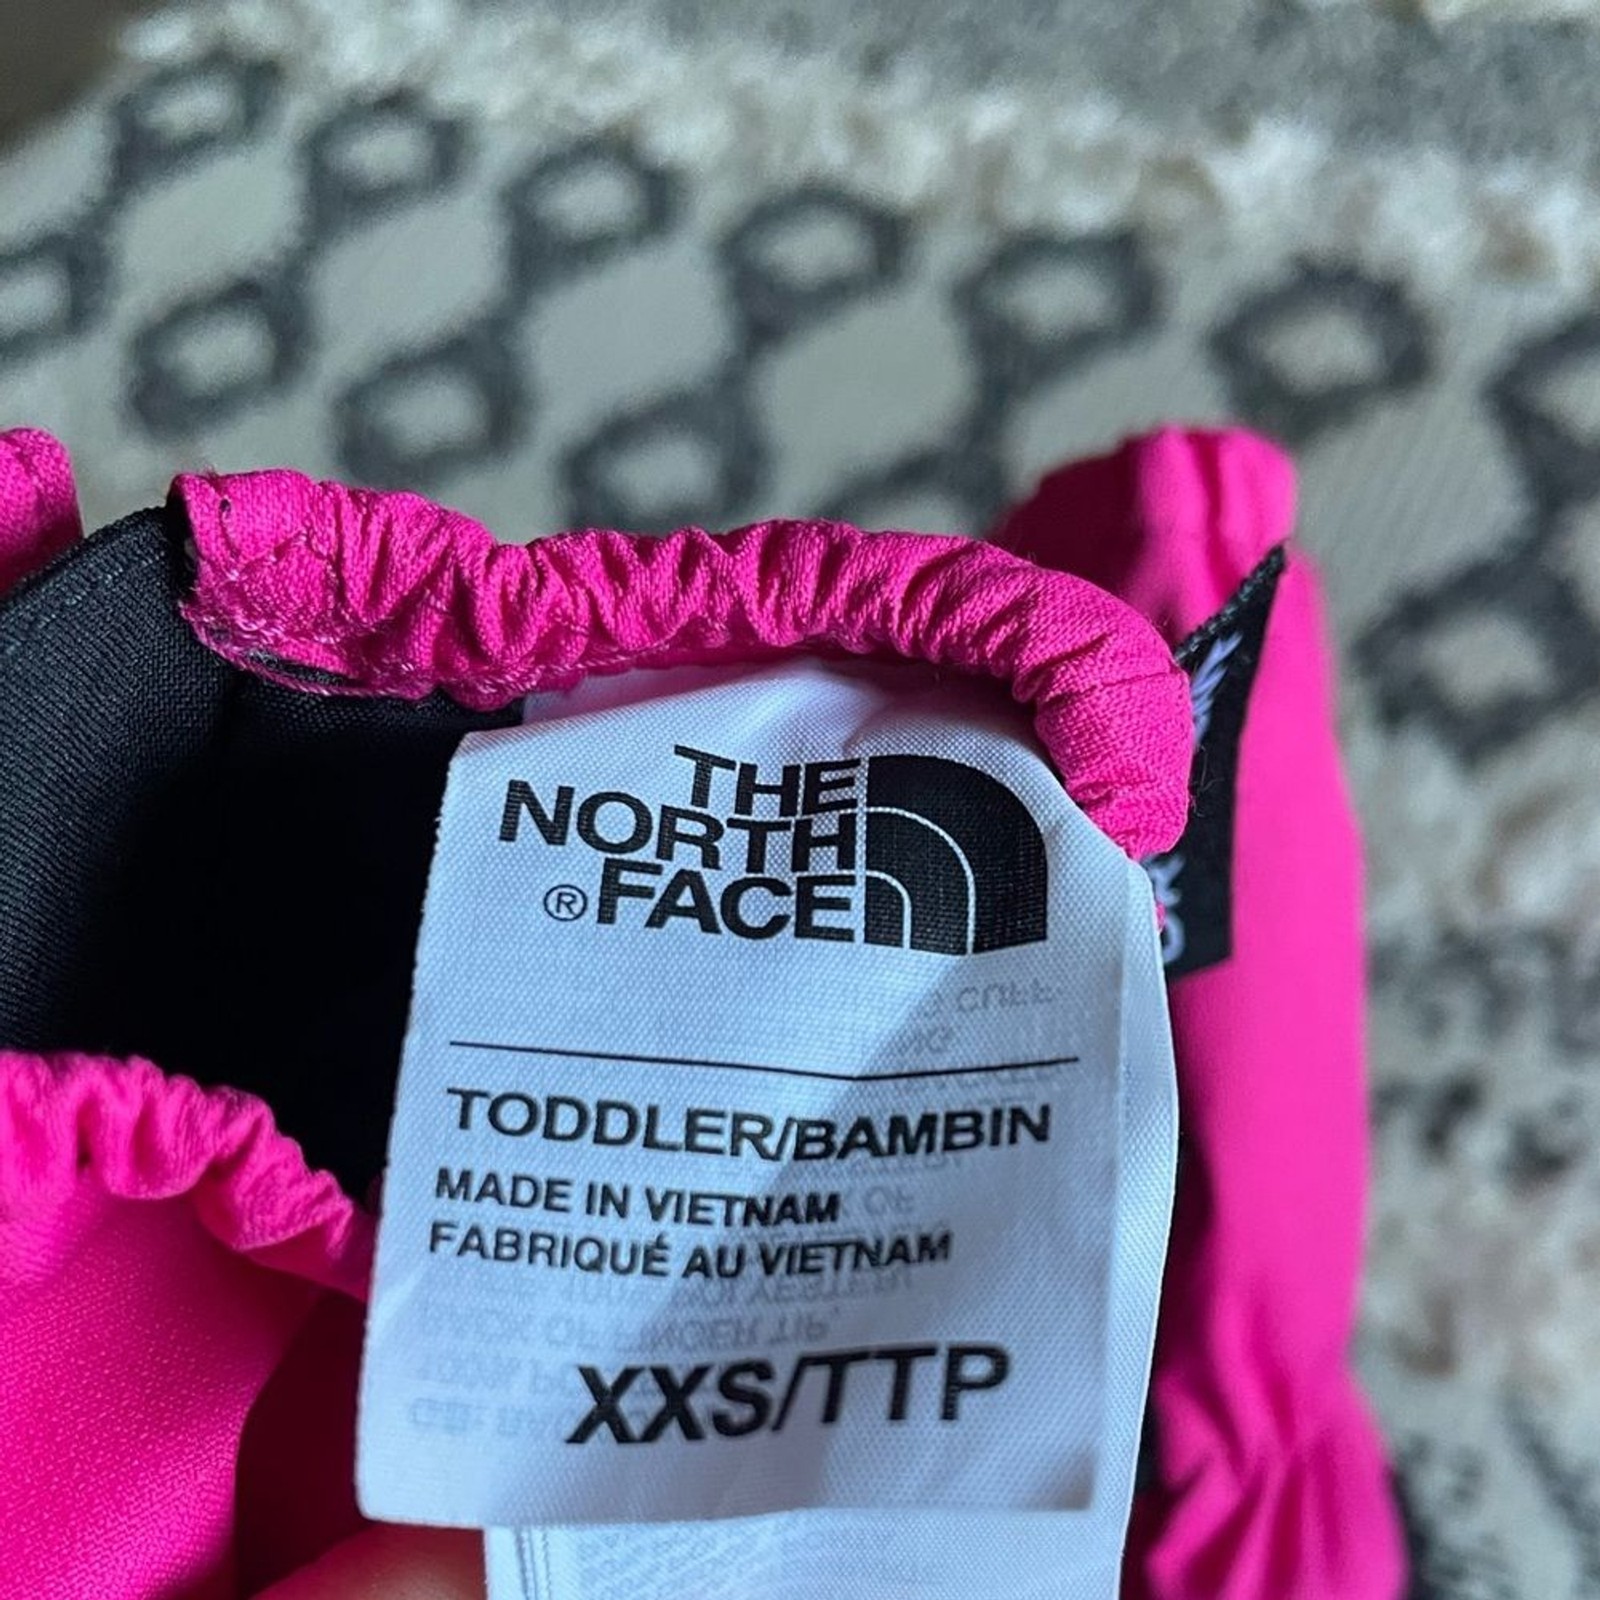 THE
NORTH
® FACE
TODDLER/BAMBIN
MADE IN VIETNAM
FABRIQUÉ AU VIETNAM
XXS/TTP